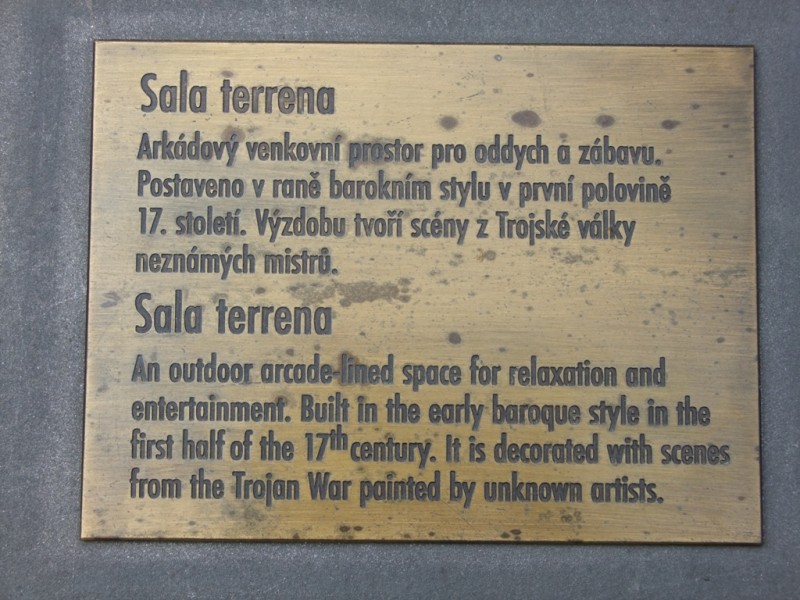 Sala terrena
Arkádový venkovní prostor pro oddych a zábavu.
Postaveno v raně barokním stylu v první polovině
17. století. Výzdobu tvoří scény z Trojské války
neznámých mistrů.
Sala terrena
An outdoor arcade-lined space for relaxation and
entertainment. Built in the early baroque style in the
first half of the 17th century. It is decorated with scenes
from the Trojan War painted by unknown artists.